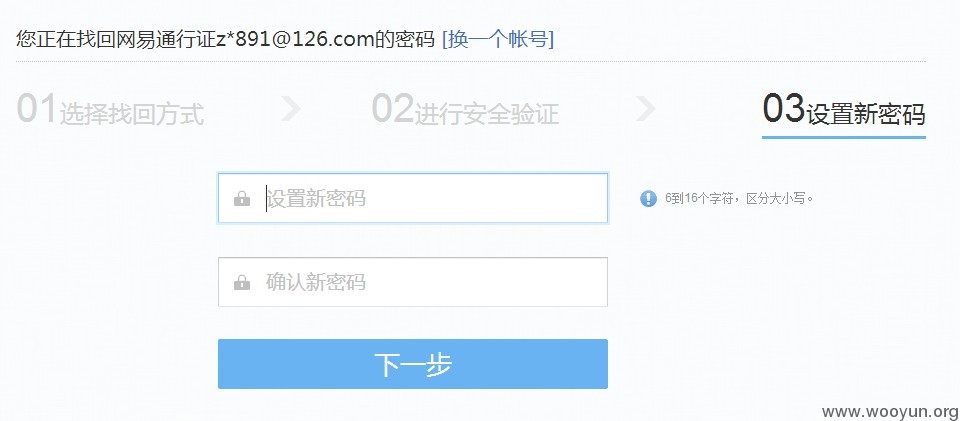 您正在找回网易通行证z*891@126.com的密码 [换一个帐号]
01选择找回方式 02进行安全验证 03设置新密码
设置新密码 6到16个字符，区分大小写。
确认新密码
下一步
www.wooyun.org